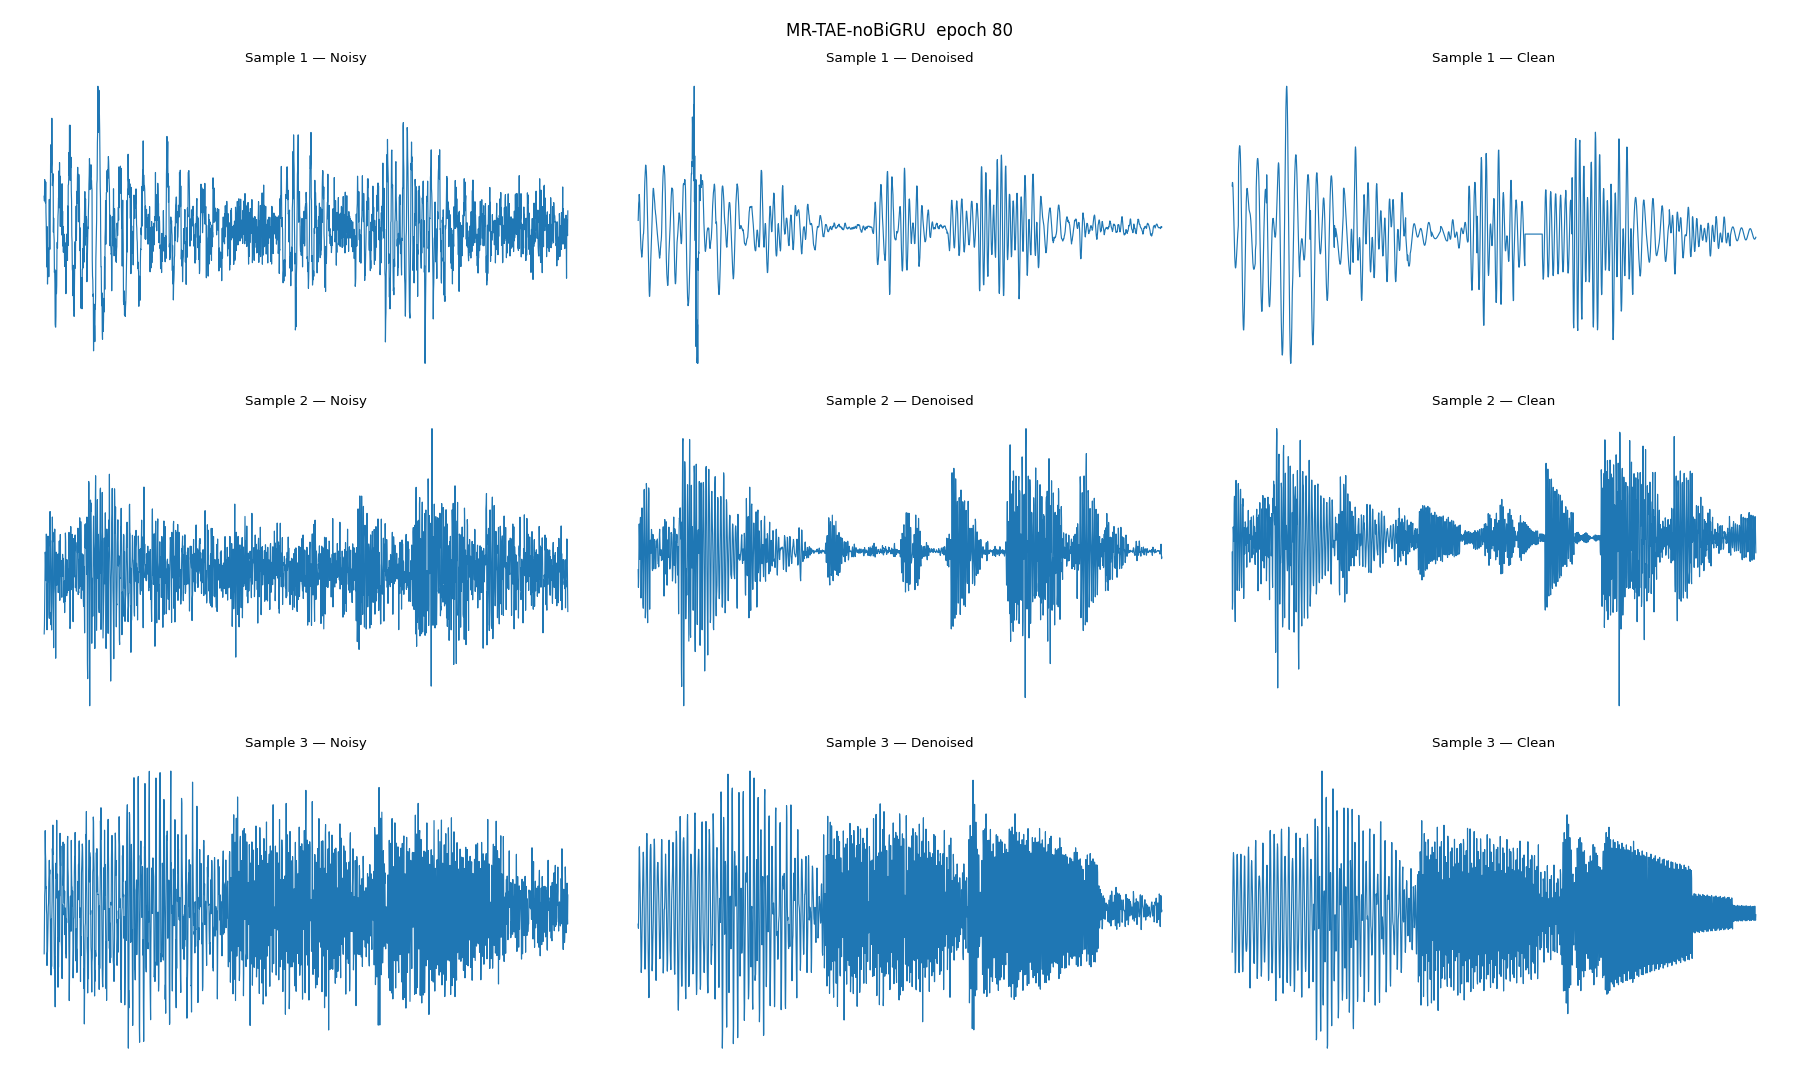 MR-TAE-noBiGRU  epoch 80
Sample 1 — Noisy
Sample 1 — Denoised
Sample 1 — Clean
Sample 2 — Noisy
Sample 2 — Denoised
Sample 2 — Clean
Sample 3 — Noisy
Sample 3 — Denoised
Sample 3 — Clean